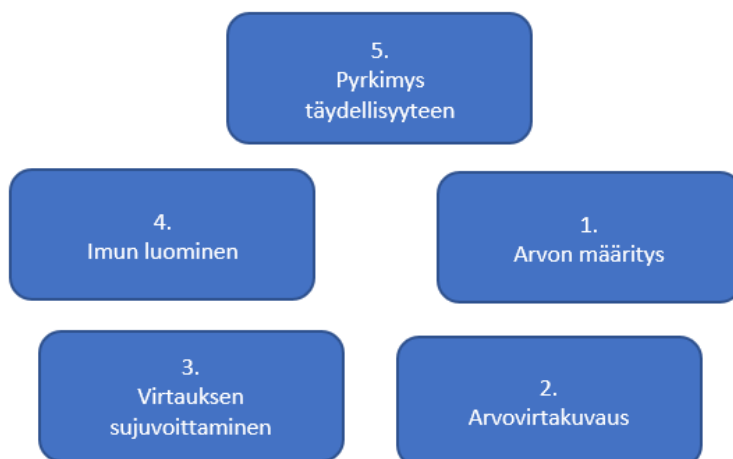 5.
Pyrkimys
täydellisyyteen
4.
Imun luominen
1.
Arvon määritys
3.
Virtauksen
sujuvoittaminen
2.
Arvovirtakuvaus